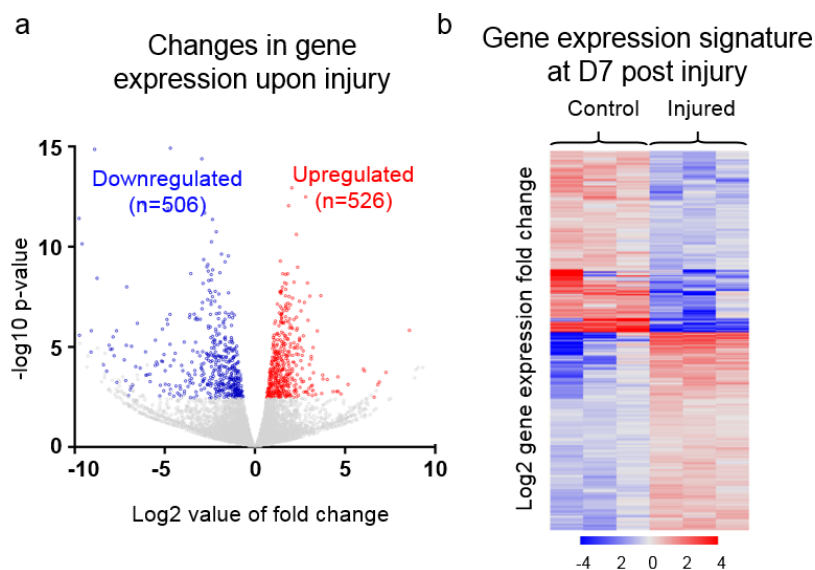 a
Changes in gene
expression upon injury
15
10
5
0
-log10 p-value
Downregulated
(n=506)
Upregulated
(n=526)
-10
-5
0
5
10
Log2 value of fold change
b
Gene expression signature
at D7 post injury
Control
Injured
Log2 gene expression fold change
-4
2
0
2
4